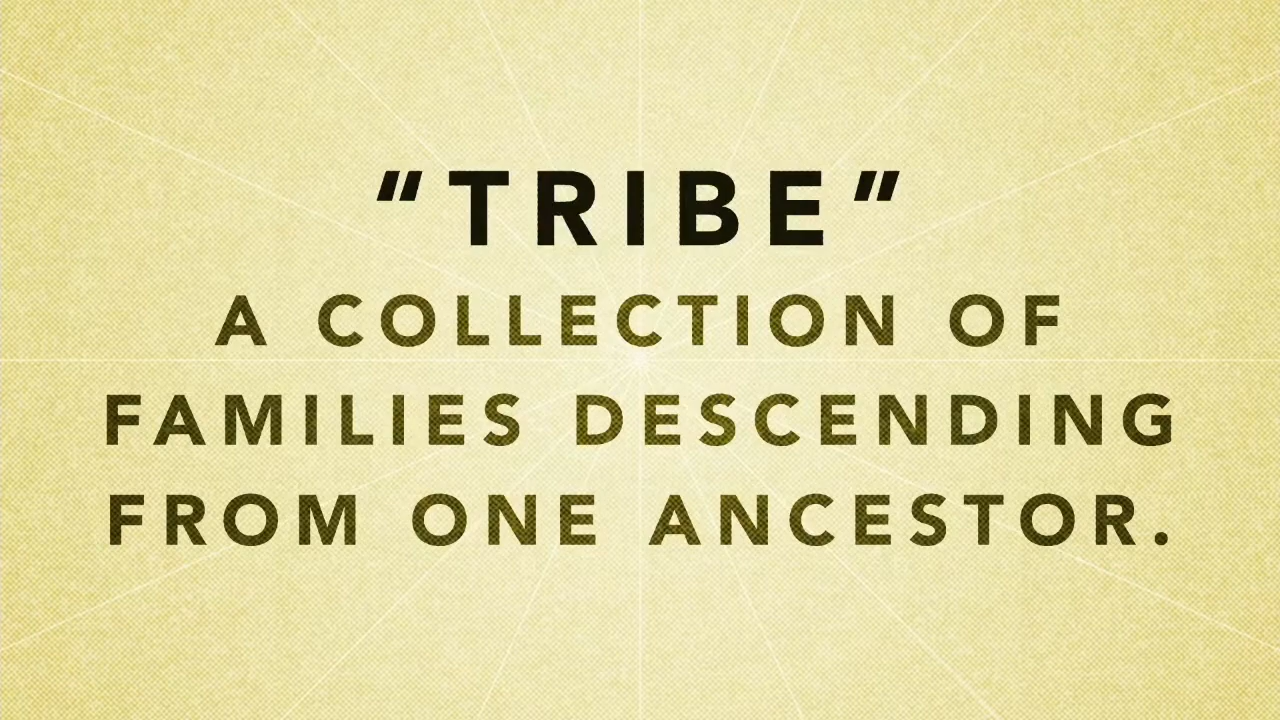 "TRIBE"
A COLLECTION OF
FAMILIES DESCENDING
FROM ONE ANCESTOR.